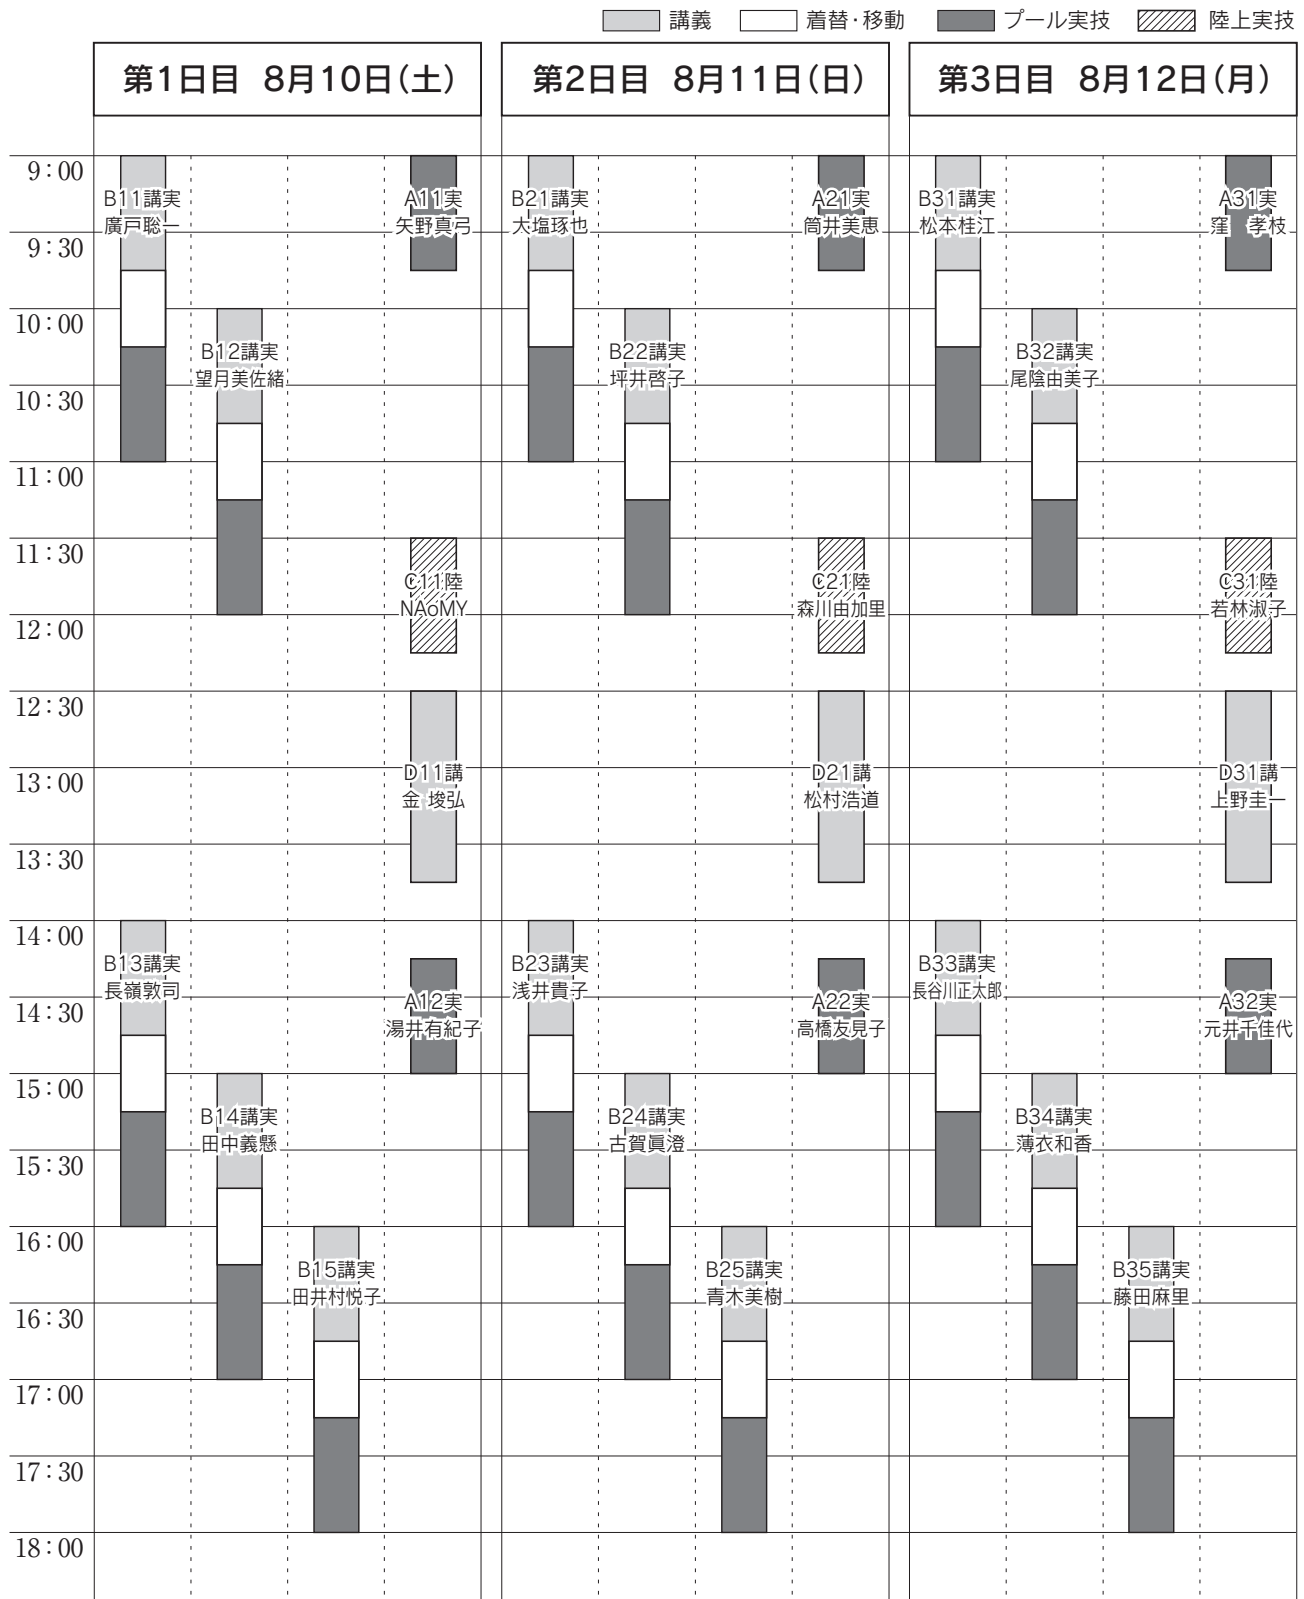 講義
着替・移動
プール実技
陸上実技
第1日目 8月10日(土)
第2日目 8月11日(日)
第3日目 8月12日(月)
9:00
B11講実
廣戸聡一
A11実
矢野真弓
B21講実
大塩琢也
A21実
筒井美惠
B31講実
松本桂江
A31実
窪 孝枝
9:30
10:00
B12講実
望月美佐緒
B22講実
坪井啓子
B32講実
尾陰由美子
10:30
11:00
11:30
C11陸
NAoMY
C21陸
森川由加里
C31陸
若林淑子
12:00
12:30
D11講
金 埈弘
D21講
松村浩道
D31講
上野圭一
13:00
13:30
14:00
B13講実
長嶺敦司
A12実
湯井有紀子
B23講実
浅井貴子
A22実
高橋友見子
B33講実
長谷川正太郎
A32実
元井千佳代
14:30
15:00
B14講実
田中義懸
B24講実
古賀眞澄
B34講実
薄衣和香
15:30
16:00
B15講実
田井村悦子
B25講実
青木美樹
B35講実
藤田麻里
16:30
17:00
17:30
18:00